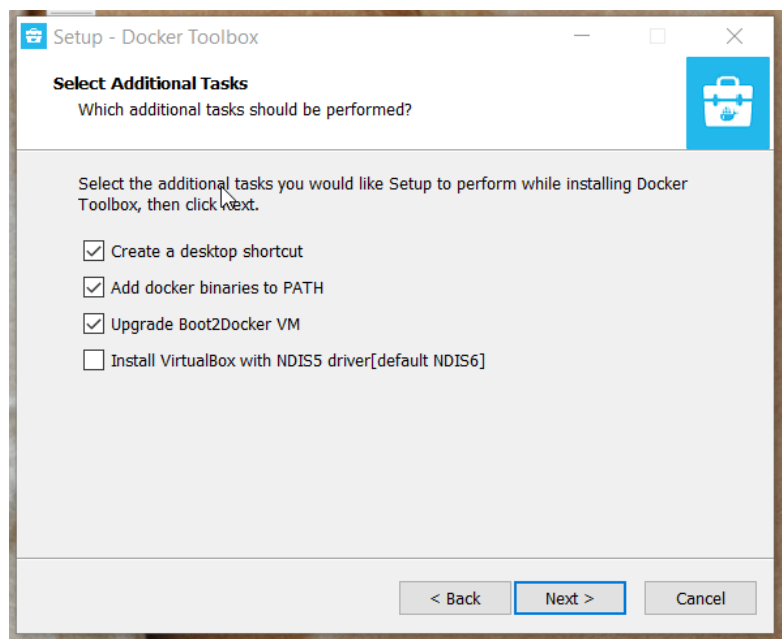 Setup - Docker Toolbox
Select Additional Tasks
Which additional tasks should be performed?
Select the additional tasks you would like Setup to perform while installing Docker
Toolbox, then click Next.
Create a desktop shortcut
Add docker binaries to PATH
Upgrade Boot2Docker VM
Install VirtualBox with NDIS5 driver[default NDIS6]
< Back
Next >
Cancel